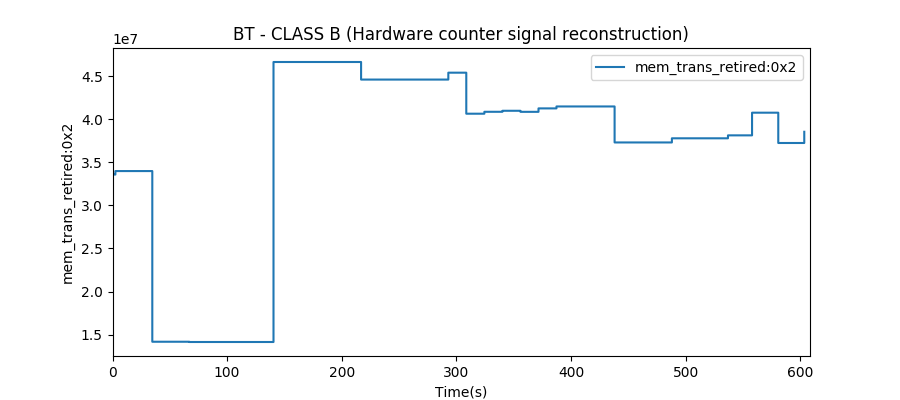 BT - CLASS B (Hardware counter signal reconstruction)
1e7
mem_trans_retired:0x2
4.5
4.0
3.5
3.0
2.5
2.0
1.5
mem_trans_retired:0x2
0 100 200 300 400 500 600
Time(s)